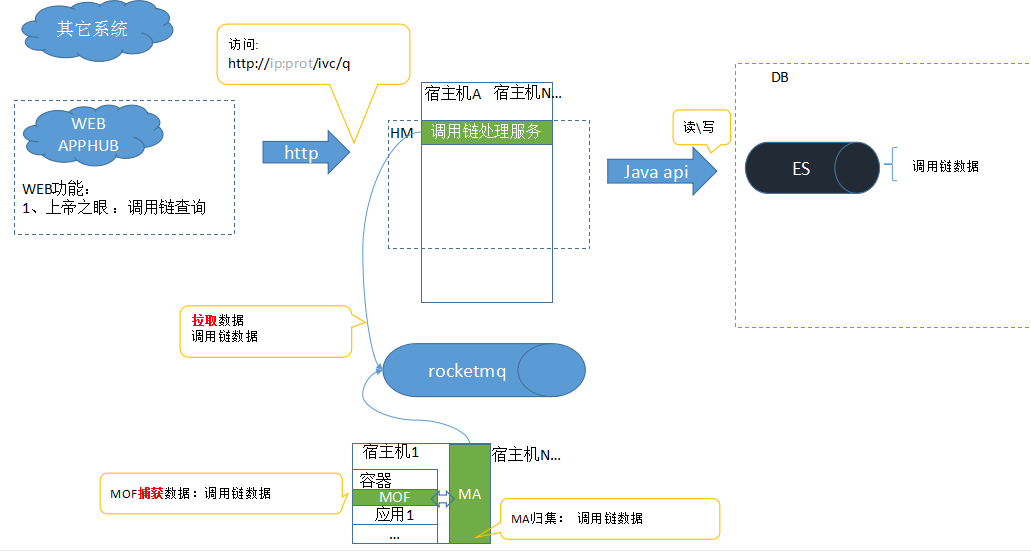 其它系统
访问:
http://ip:prot/ivc/q
WEB
APPHUB
WEB功能：
1、上帝之眼：调用链查询
http
宿主机A
宿主机N...
HM
调用链处理服务
Java api
读\写
DB
ES
调用链数据
拉取数据
调用链数据
rocketmq
宿主机1
宿主机N...
容器
MOF
MA
应用1
...
MOF捕获数据：调用链数据
MA归集： 调用链数据